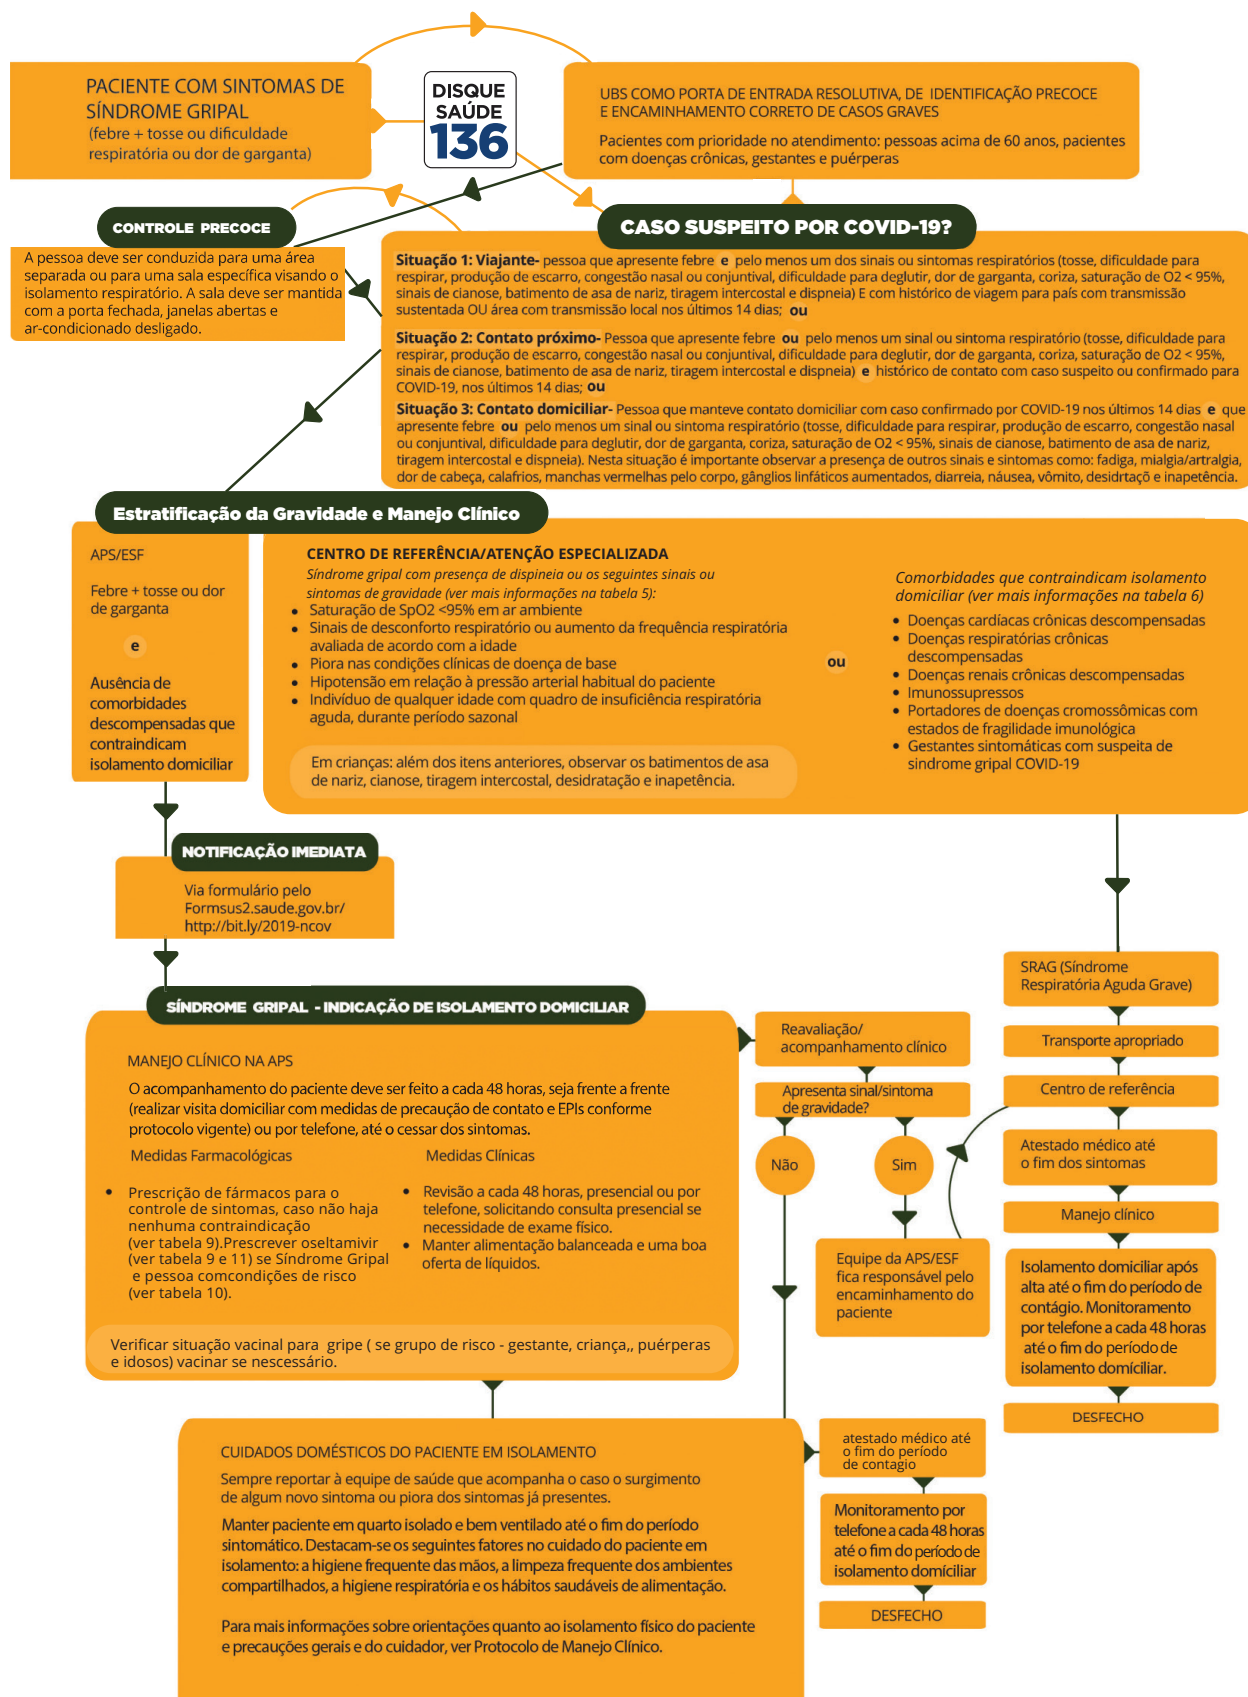 PACIENTE COM SINTOMAS DE
SÍNDROME GRIPAL
(febre + tosse ou dificuldade
respiratória ou dor de garganta)
DISQUE
SAÚDE
136
UBS COMO PORTA DE ENTRADA RESOLUTIVA, DE IDENTIFICAÇÃO PRECOCE
E ENCAMINHAMENTO CORRETO DE CASOS GRAVES
Pacientes com prioridade no atendimento: pessoas acima de 60 anos, pacientes
com doenças crônicas, gestantes e puérperas
CONTROLE PRECOCE
A pessoa deve ser conduzida para uma área
separada ou para uma sala específica visando o
isolamento respiratório. A sala deve ser mantida
com a porta fechada, janelas abertas e
ar-condicionado desligado.
CASO SUSPEITO POR COVID-19?
Situação 1: Viajante- pessoa que apresente febre e pelo menos um dos sinais ou sintomas respiratórios (tosse, dificuldade para
respirar, produção de escarro, congestão nasal ou conjuntival, dificuldade para deglutir, dor de garganta, coriza, saturação de O2 < 95%,
sinais de cianose, batimento de asa de nariz, tiragem intercostal e dispneia) E com histórico de viagem para país com transmissão
sustentada OU área com transmissão local nos últimos 14 dias; ou
Situação 2: Contato próximo- Pessoa que apresente febre ou pelo menos um sinal ou sintoma respiratório (tosse, dificuldade para
respirar, produção de escarro, congestão nasal ou conjuntival, dificuldade para deglutir, dor de garganta, coriza, saturação de O2 < 95%,
sinais de cianose, batimento de asa de nariz, tiragem intercostal e dispneia) e histórico de contato com caso suspeito ou confirmado para
COVID-19, nos últimos 14 dias; ou
Situação 3: Contato domiciliar- Pessoa que manteve contato domiciliar com caso confirmado por COVID-19 nos últimos 14 dias e que
apresente febre ou pelo menos um sinal ou sintoma respiratório (tosse, dificuldade para respirar, produção de escarro, congestão nasal
ou conjuntival, dificuldade para deglutir, dor de garganta, coriza, saturação de O2 < 95%, sinais de cianose, batimento de asa de nariz,
tiragem intercostal e dispneia). Nesta situação é importante observar a presença de outros sinais e sintomas como: fadiga, mialgia/artralgia,
dor de cabeça, calafrios, manchas vermelhas pelo corpo, gânglios linfáticos aumentados, diarreia, náusea, vômito, desidrtaçõ e inapetência.
Estratificação da Gravidade e Manejo Clínico
APS/ESF
Febre + tosse ou dor
de garganta
e
Ausência de
comorbidades
descompensadas que
contraindicam
isolamento domiciliar
CENTRO DE REFERÊNCIA/ATENÇÃO ESPECIALIZADA
Síndrome gripal com presença de dispineia ou os seguintes sinais ou
sintomas de gravidade (ver mais informações na tabela 5):
• Saturação de SpO2 <95% em ar ambiente
• Sinais de desconforto respiratório ou aumento da frequência respiratória
avaliada de acordo com a idade
• Piora nas condições clínicas de doença de base
• Hipotensão em relação à pressão arterial habitual do paciente
• Indivíduo de qualquer idade com quadro de insuficiência respiratória
aguda, durante período sazonal
Em crianças: além dos itens anteriores, observar os batimentos de asa
de nariz, cianose, tiragem intercostal, desidratação e inapetência.
ou
Comorbidades que contraindicam isolamento
domiciliar (ver mais informações na tabela 6)
• Doenças cardíacas crônicas descompensadas
• Doenças respiratórias crônicas
descompensadas
• Doenças renais crônicas descompensadas
• Imunossupressos
• Portadores de doenças cromossômicas com
estados de fragilidade imunológica
• Gestantes sintomáticas com suspeita de
sindrome gripal COVID-19
NOTIFICAÇÃO IMEDIATA
Via formulário pelo
Formsus2.saude.gov.br/
http://bit.ly/2019-ncov
SÍNDROME GRIPAL - INDICAÇÃO DE ISOLAMENTO DOMICILIAR
MANEJO CLÍNICO NA APS
O acompanhamento do paciente deve ser feito a cada 48 horas, seja frente a frente
(realizar visita domiciliar com medidas de precaução de contato e EPIs conforme
protocolo vigente) ou por telefone, até o cessar dos sintomas.
Medidas Farmacológicas
• Prescrição de fármacos para o
controle de sintomas, caso não haja
nenhuma contraindicação
(ver tabela 9).Prescrever oseltamivir
(ver tabela 9 e 11) se Síndrome Gripal
e pessoa comcondições de risco
(ver tabela 10).
Medidas Clínicas
• Revisão a cada 48 horas, presencial ou por
telefone, solicitando consulta presencial se
necessidade de exame físico.
• Manter alimentação balanceada e uma boa
oferta de líquidos.
Verificar situação vacinal para gripe ( se grupo de risco - gestante, criança,, puérperas
e idosos) vacinar se nescessário.
Reavaliação/
acompanhamento clínico
Apresenta sinal/sintoma
de gravidade?
Não
Sim
Equipe da APS/ESF
fica responsável pelo
encaminhamento do
paciente
SRAG (Síndrome
Respiratória Aguda Grave)
Transporte apropriado
Centro de referência
Atestado médico até
o fim dos sintomas
Manejo clínico
Isolamento domiciliar após
alta até o fim do período de
contágio. Monitoramento
por telefone a cada 48 horas
até o fim do período de
isolamento domíciliar.
DESFECHO
CUIDADOS DOMÉSTICOS DO PACIENTE EM ISOLAMENTO
Sempre reportar à equipe de saúde que acompanha o caso o surgimento
de algum novo sintoma ou piora dos sintomas já presentes.
Manter paciente em quarto isolado e bem ventilado até o fim do período
sintomático. Destacam-se os seguintes fatores no cuidado do paciente em
isolamento: a higiene frequente das mãos, a limpeza frequente dos ambientes
compartilhados, a higiene respiratória e os hábitos saudáveis de alimentação.
Para mais informações sobre orientações quanto ao isolamento físico do paciente
e precauções gerais e do cuidador, ver Protocolo de Manejo Clínico.
atestado médico até
o fim do período
de contagio
Monitoramento por
telefone a cada 48 horas
até o fim do período de
isolamento domíciliar
DESFECHO